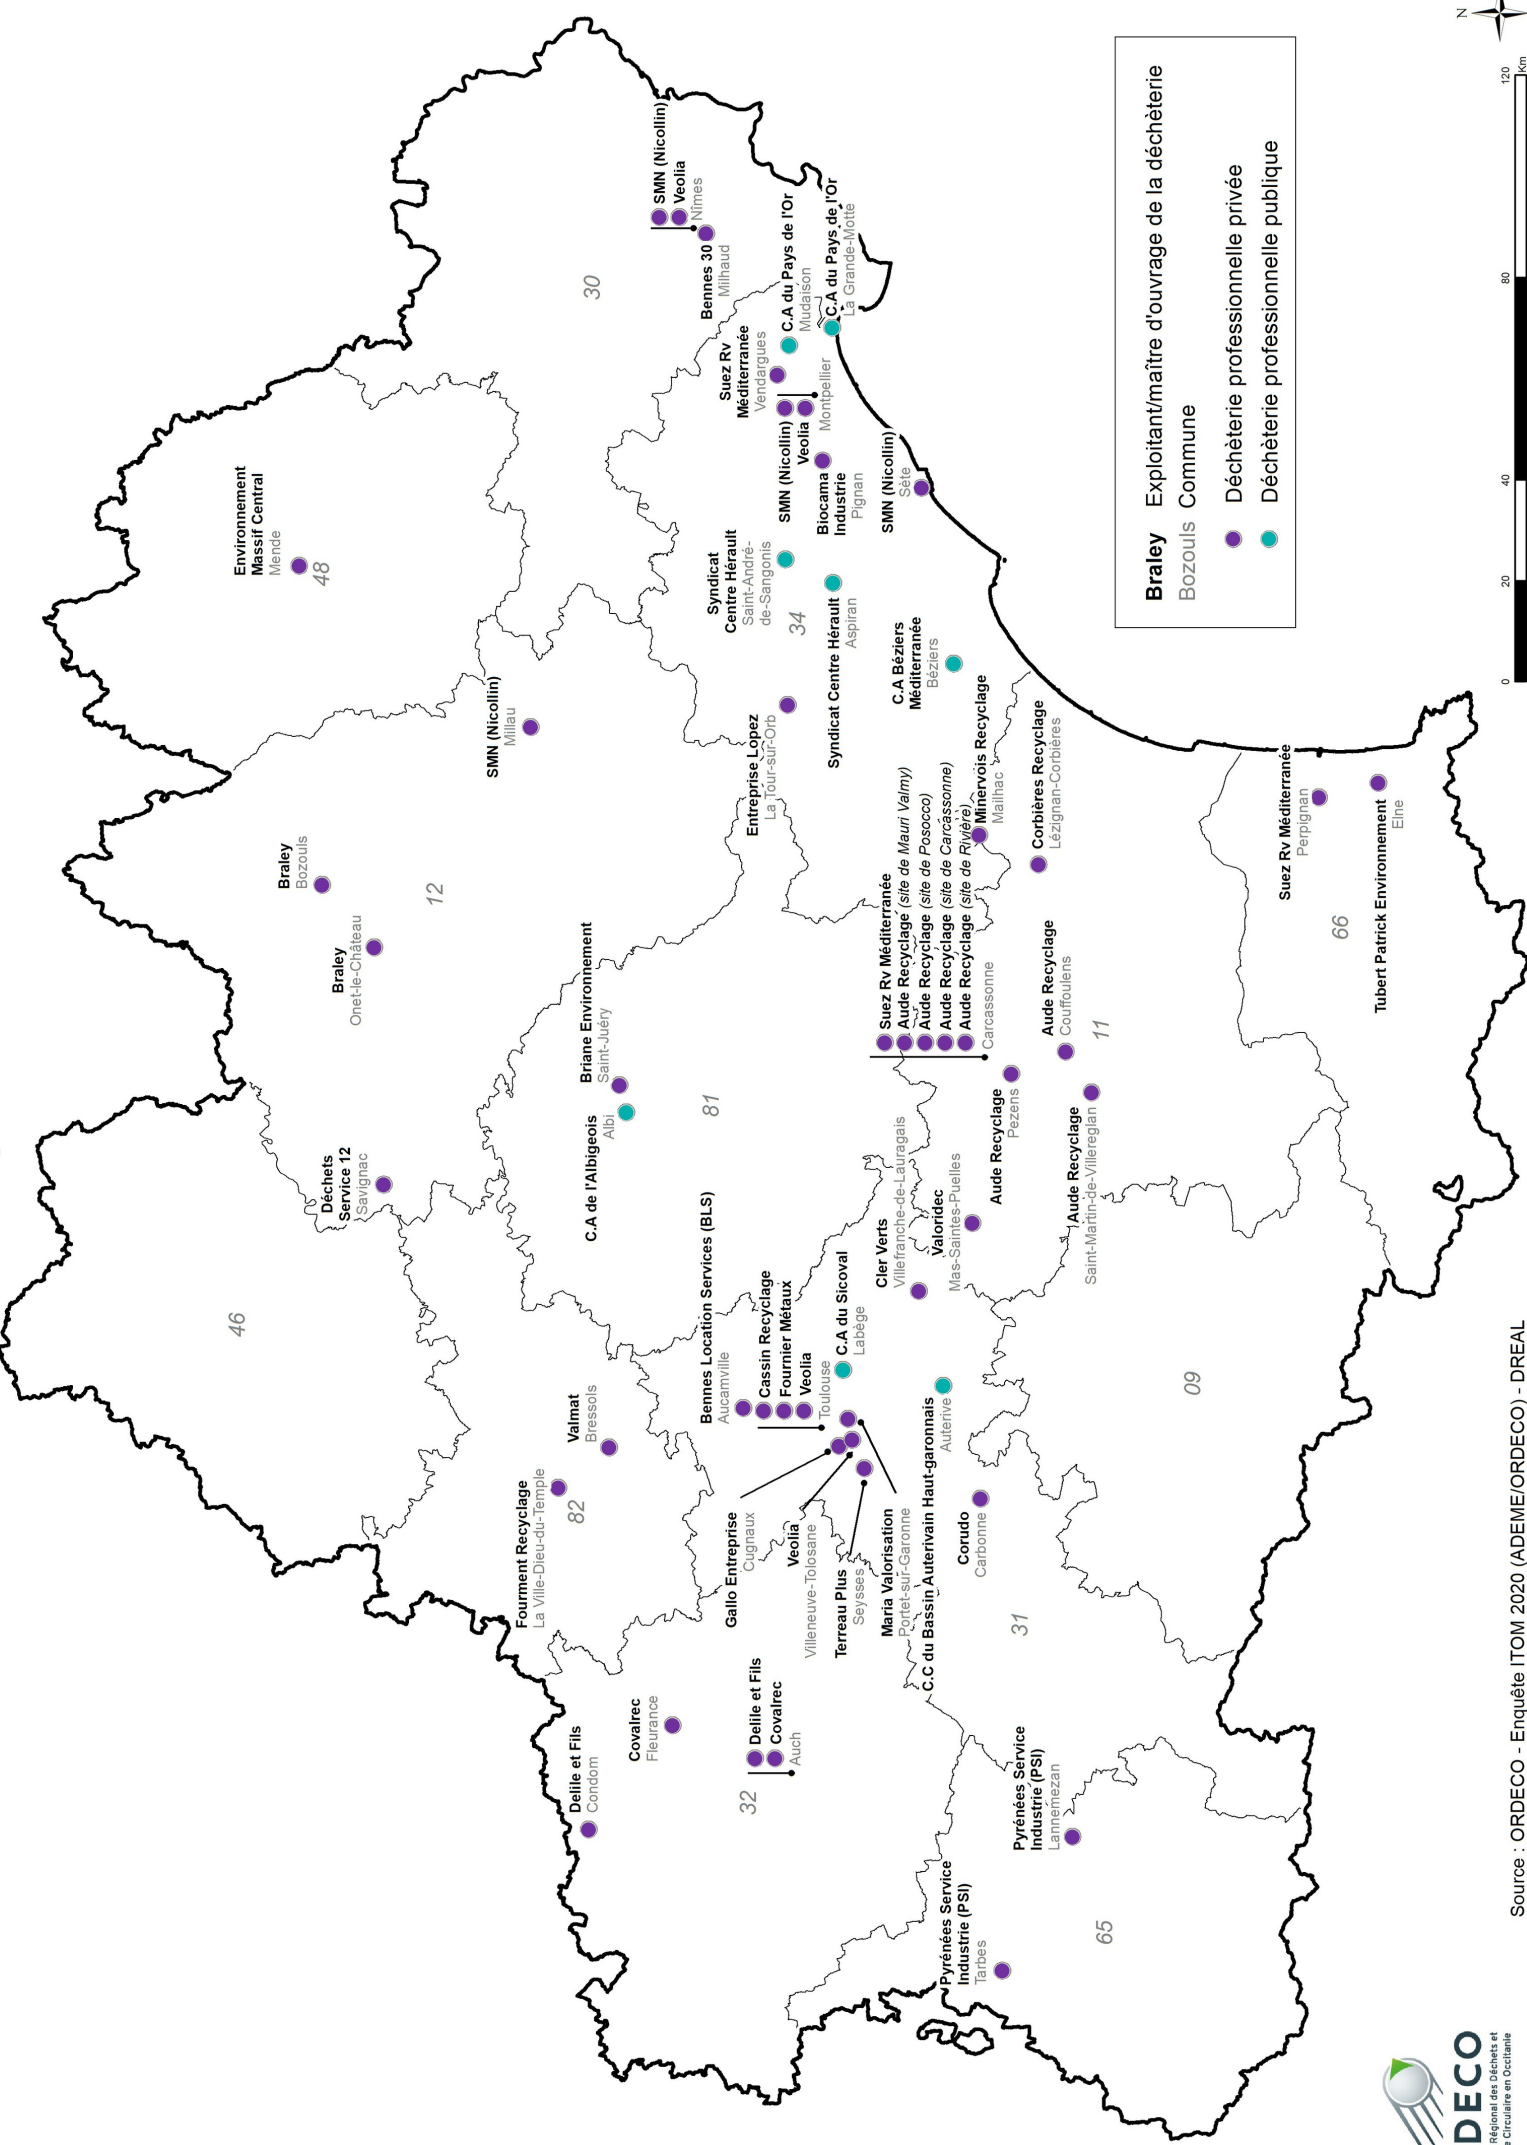 Environnement
Massif Central
Mende
48
46
Braley
Bozouls
Braley
Onet-le-Château
12
Déchets
Service 12
Savignac
SMN (Nicollin)
Millau
30
SMN (Nicollin)
Veolia
Nîmes
Bennes 30
Milhaud
Fourment Recyclage
La Ville-Dieu-du-Temple
82
Valmat
Bressols
C.A de l'Albigeois
Albi
Briane Environnement
Saint-Juéry
81
Delile et Fils
Condom
Covalrec
Fleurance
Delile et Fils
Covalrec
Auch
32
Bennes Location Services (BLS)
Aucamville
Cassin Recyclage
Fournier Métaux
Veolia
Toulouse
C.A du Sicoval
Labège
Gallo Entreprise
Cugnaux
Veolia
Villeneuve-Tolosane
Terreau Plus
Seysses
Maria Valorisation
Portet-sur-Garonne
C.C du Bassin Auterivain Haut-garonnais
Auterive
Corudo
Carbonne
31
Cler Verts
Villefranche-de-Lauragais
Valoridec
Mas-Saintes-Puelles
Entreprise Lopez
La Tour-sur-Orb
Syndicat
Centre Hérault
Saint-André-
de-Sangonis
34
Syndicat Centre Hérault
Aspiran
Suez Rv
Méditerranée
Vendargues
C.A du Pays de l'Or
Mudaison
C.A du Pays de l'Or
La Grande-Motte
SMN (Nicollin)
Veolia
Montpellier
Biocama
Industrie
Pignan
SMN (Nicollin)
Sète
C.A Béziers
Méditerranée
Béziers
Suez Rv Méditerranée
Aude Recyclage (site de Mauri Valmy)
Aude Recyclage (site de Posocco)
Aude Recyclage (site de Carcassonne)
Aude Recyclage (site de Rivière)
Carcassonne
Minervois Recyclage
Mailhac
Corbières Recyclage
Lézignan-Corbières
Aude Recyclage
Pezens
Aude Recyclage
Couffoulens
11
Aude Recyclage
Saint-Martin-de-Villereglan
09
Pyrénées Service
Industrie (PSI)
Tarbes
Pyrénées Service
Industrie (PSI)
Lannemezan
65
Suez Rv Méditerranée
Perpignan
66
Tubert Patrick Environnement
Elne
Braley Exploitant/maître d'ouvrage de la déchèterie
Bozouls Commune
Déchèterie professionnelle privée
Déchèterie professionnelle publique
N
0 20 40 80 120
Km
DECO
Régional des Déchets et
e Circulaire en Occitanie
Source : ORDECO - Enquête ITOM 2020 (ADEME/ORDECO) - DREAL